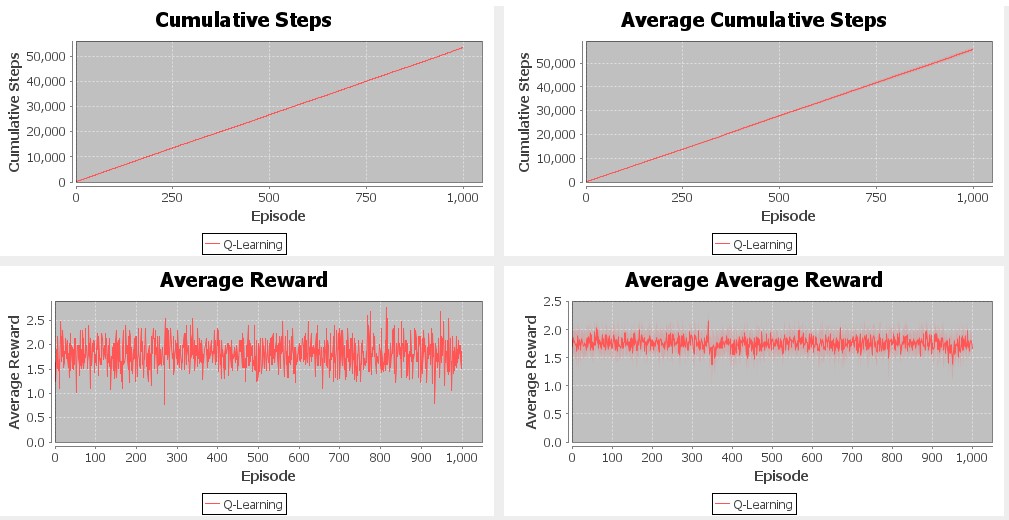 Cumulative Steps
Cumulative Steps
50,000
40,000
30,000
20,000
10,000
0
0 250 500 750 1,000
Episode
Q-Learning
Average Cumulative Steps
Cumulative Steps
50,000
40,000
30,000
20,000
10,000
0
0 250 500 750 1,000
Episode
Q-Learning
Average Reward
Average Reward
2.5
2.0
1.5
1.0
0.5
0.0
0 100 200 300 400 500 600 700 800 900 1,000
Episode
Q-Learning
Average Average Reward
Average Reward
2.5
2.0
1.5
1.0
0.5
0.0
0 100 200 300 400 500 600 700 800 900 1,000
Episode
Q-Learning